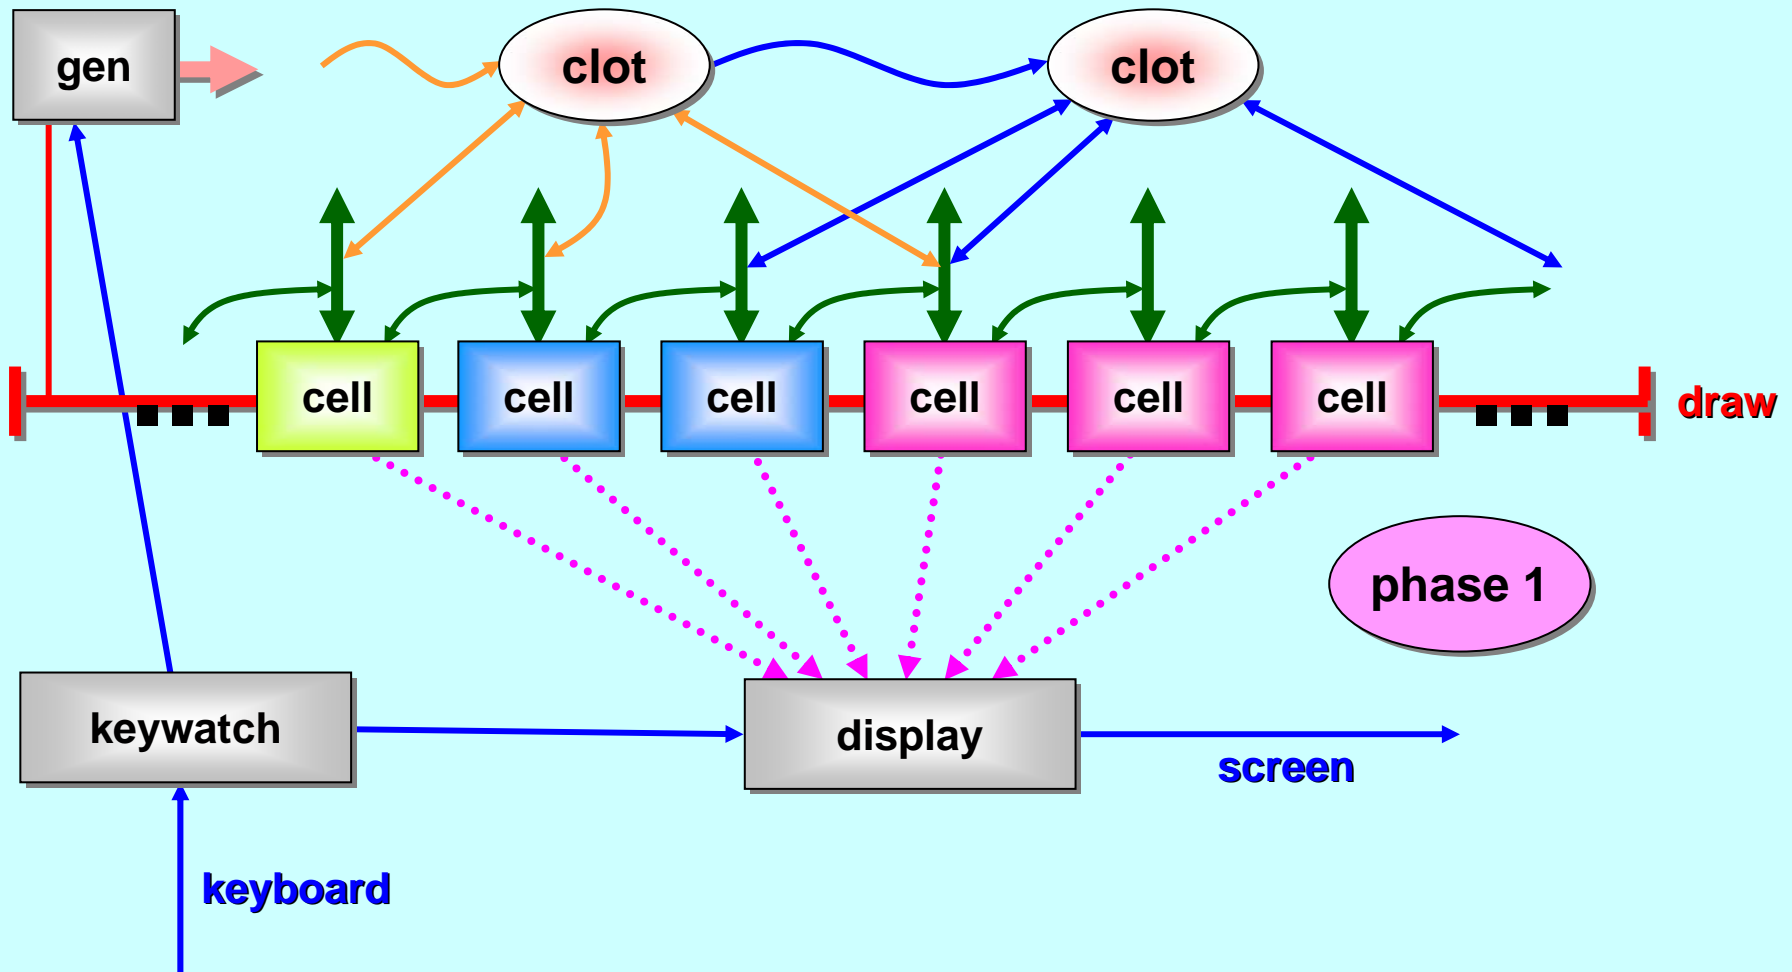 gen
clot
clot
cell
cell
cell
cell
cell
cell
draw
phase 1
keywatch
display
screen
keyboard